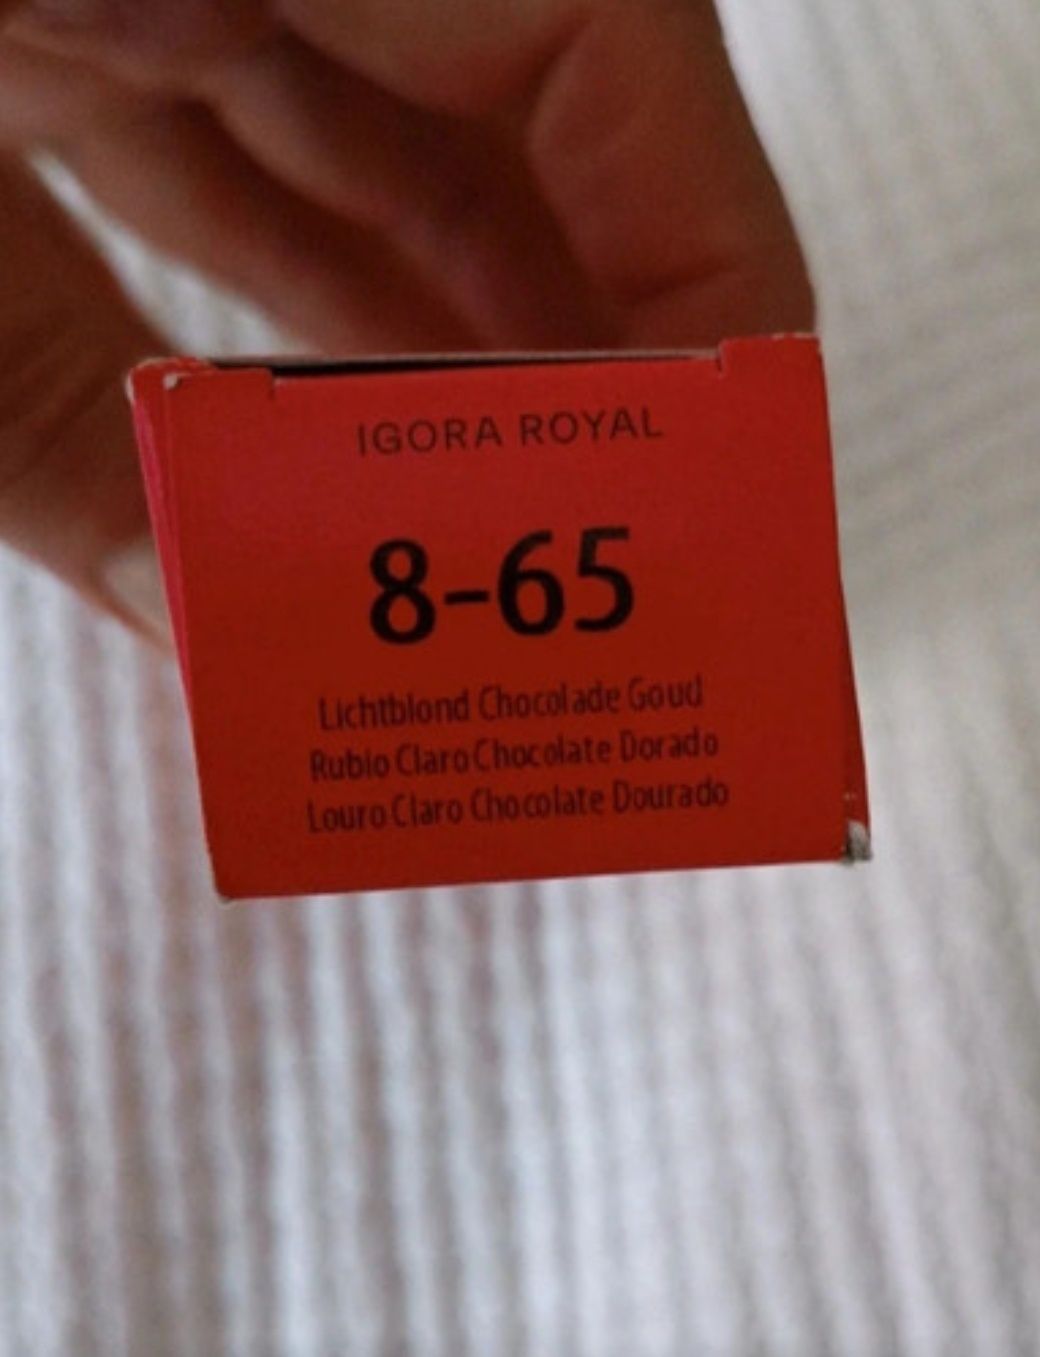 IGORA ROYAL
8-65
Lichtblond Chocolade Goud
Rubio Claro Chocolate Dorado
Louro Claro Chocolate Dourado